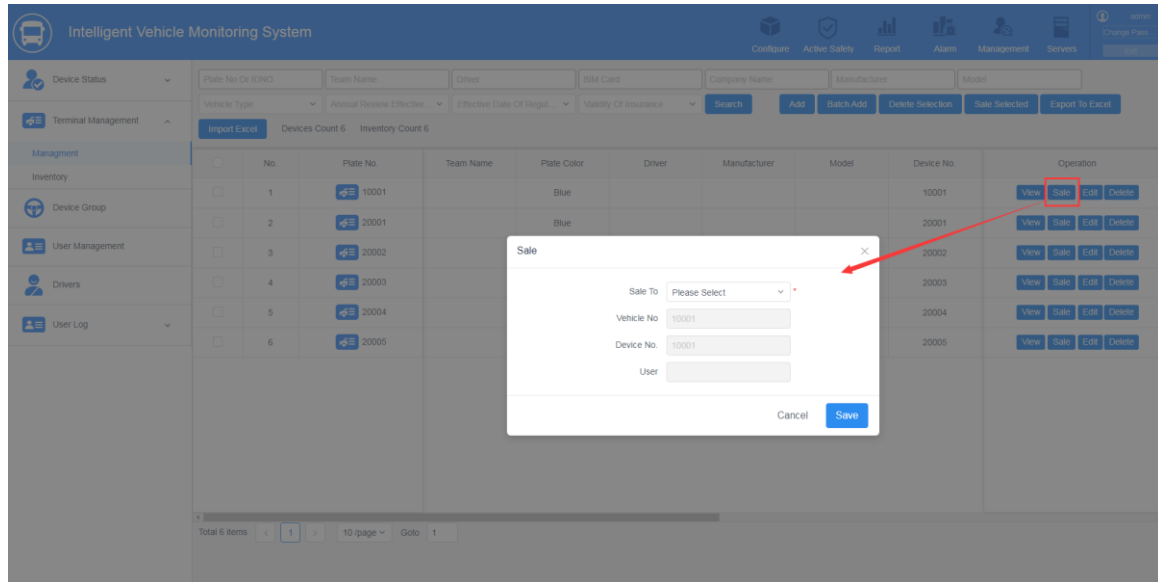 Intelligent Vehicle Monitoring System
Configure Active Safety Report Alarm Management Servers
admin
Change Pass...
Exit
Device Status
Terminal Management
Managment
Inventory
Device Group
User Management
Drivers
User Log
Plate No Or IDNO Team Name Driver SIM Card Company Name Manufacturer Model
Vehicle Type Annual Review Effective... Effective Date Of Regist... Validity Of Insurance Search Add Batch Add Delete Selection Sale Selected Export To Excel
Import Excel Devices Count 6 Inventory Count 6
No. Plate No. Team Name Plate Color Driver Manufacturer Model Device No. Operation
1 10001 Blue 10001 View Sale Edit Delete
2 20001 Blue 20001 View Sale Edit Delete
3 20002 20002 View Sale Edit Delete
4 20003 20003 View Sale Edit Delete
5 20004 20004 View Sale Edit Delete
6 20005 20005 View Sale Edit Delete
Sale
Sale To Please Select *
Vehicle No 10001
Device No. 10001
User
Cancel Save
Total 6 items 1 10 /page Goto 1